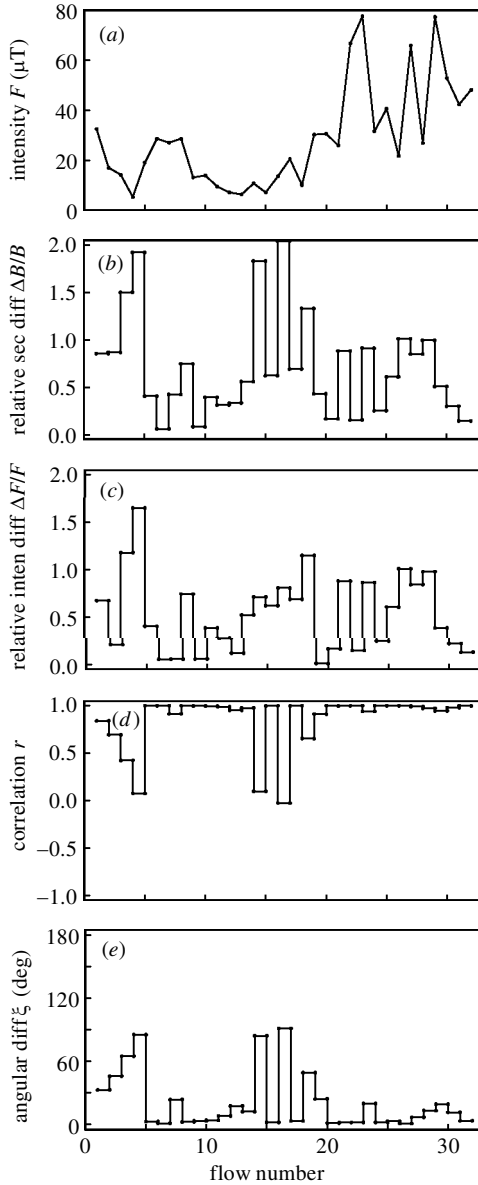 80
60
40
20
0
intensity F (μT)
(a)
2.0
1.5
1.0
0.5
0.0
relative sec diff ΔB/B
(b)
2.0
1.5
1.0
0.5
0.0
relative inten diff ΔF/F
(c)
1.0
0.5
0.0
−0.5
−1.0
correlation r
(d)
180
120
60
0
angular diff ξ (deg)
(e)
0 10 20 30
flow number